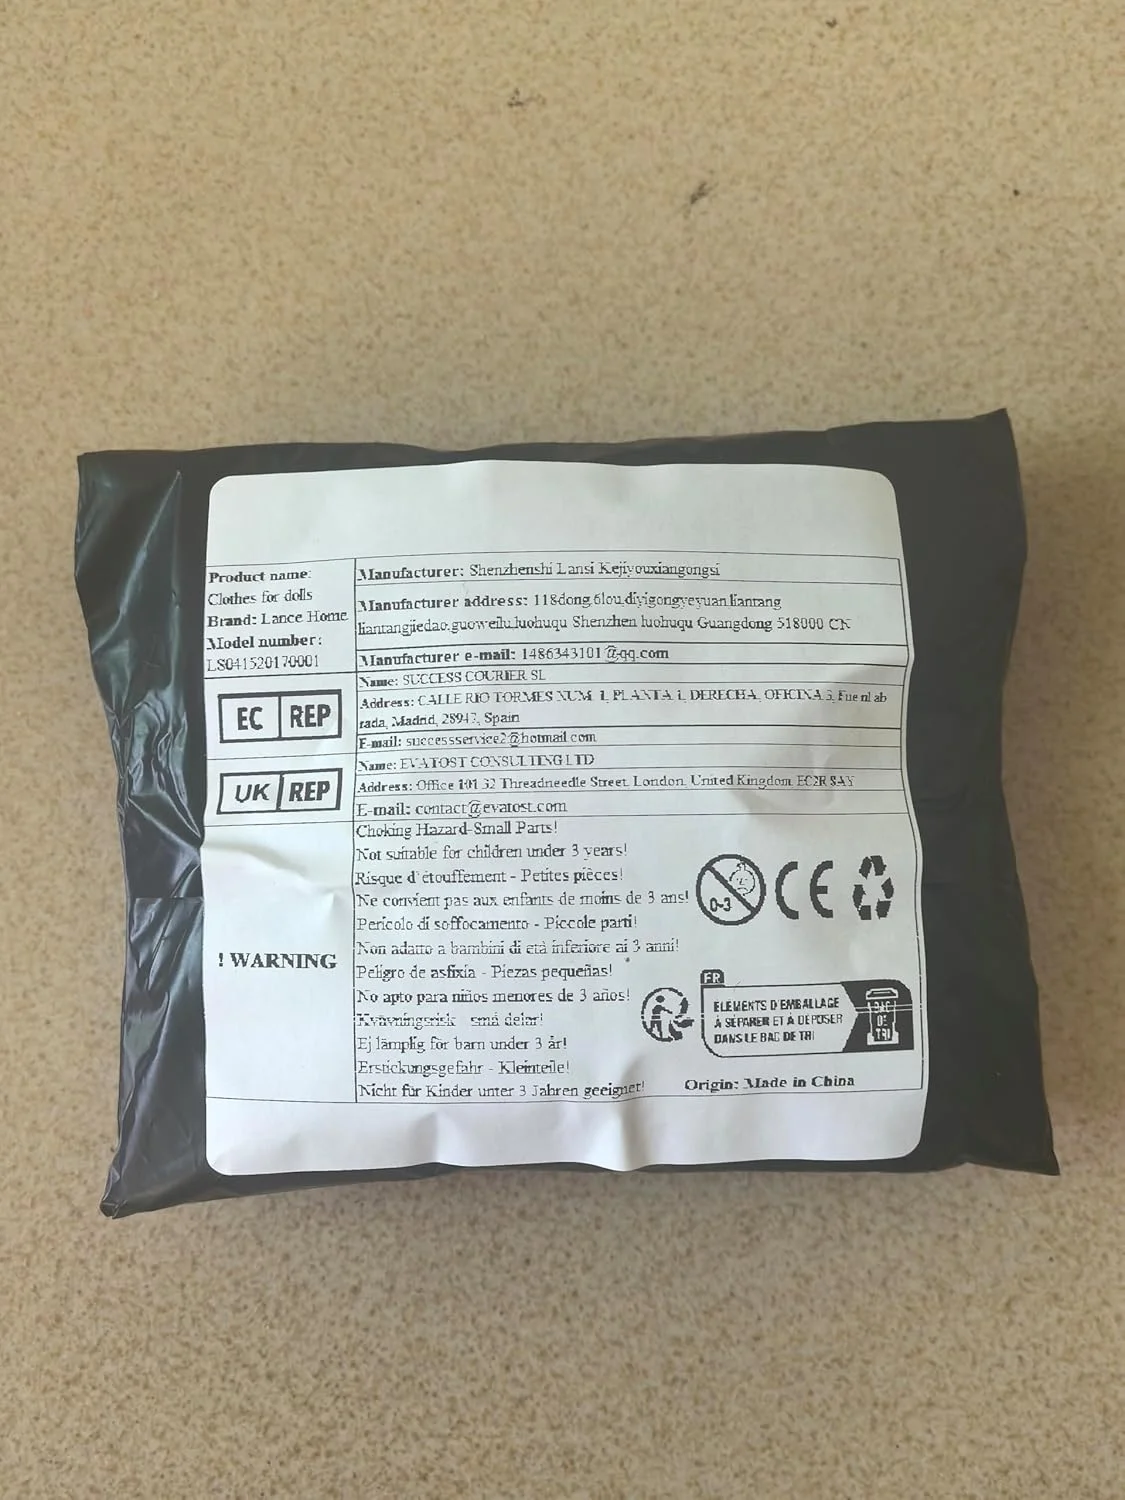 Product name:
Clothes for dolls
Brand: Lance Home
Model number:
LS041520170001
Manufacturer: Shenzhenshi Lansi Kejiyouxiangongsi
Manufacturer address: 118dong,6lou,diyigongyeyuan,liantang
liantangjiedao,guoweilu,luohuqu Shenzhen luohuqu Guangdong 518000 CN
Manufacturer e-mail: 1486343101@qq.com
EC REP
Name: SUCCESS COURIER SL
Address: CALLE RIO TORMES NUM. 1, PLANTA 1, DERECHA, OFICINA 3, Fuenlab
rada, Madrid, 28947, Spain
E-mail: successservice2@hotmail.com
UK REP
Name: EVATOST CONSULTING LTD
Address: Office 101 32 Threadneedle Street, London, United Kingdom, EC2R 8AY
E-mail: contact@evatost.com
! WARNING
Choking Hazard-Small Parts!
Not suitable for children under 3 years!
Risque d'étouffement - Petites pièces!
Ne convient pas aux enfants de moins de 3 ans!
Pericolo di soffocamento - Piccole parti!
Non adatto a bambini di età inferiore ai 3 anni!
Peligro de asfixia - Piezas pequeñas!
No apto para niños menores de 3 años!
Kvävningsrisk - små delar!
Ej lämplig för barn under 3 år!
Erstickungsgefahr - Kleinteile!
Nicht für Kinder unter 3 Jahren geeignet!
0-3
CE
FR
ÉLÉMENTS D'EMBALLAGE
À SÉPARER ET À DÉPOSER
DANS LE BAC DE TRI
BAC
DE
TRI
Origin: Made in China